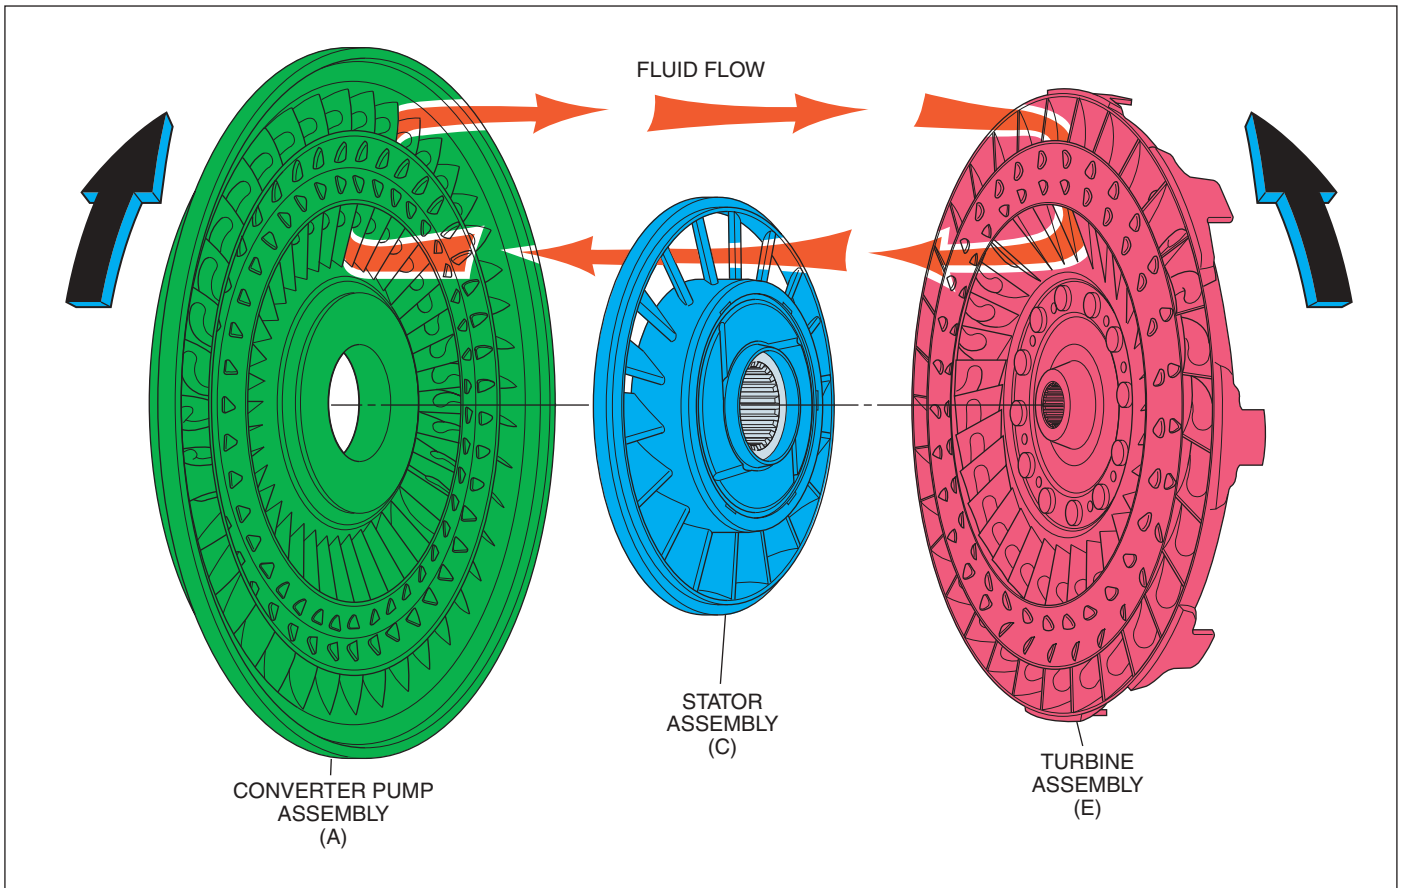 FLUID FLOW
STATOR
ASSEMBLY
(C)
TURBINE
ASSEMBLY
(E)
CONVERTER PUMP
ASSEMBLY
(A)